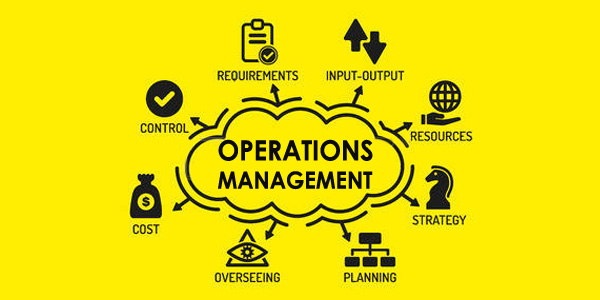 REQUIREMENTS
INPUT-OUTPUT
CONTROL
RESOURCES
OPERATIONS
MANAGEMENT
$
COST
STRATEGY
OVERSEEING
PLANNING